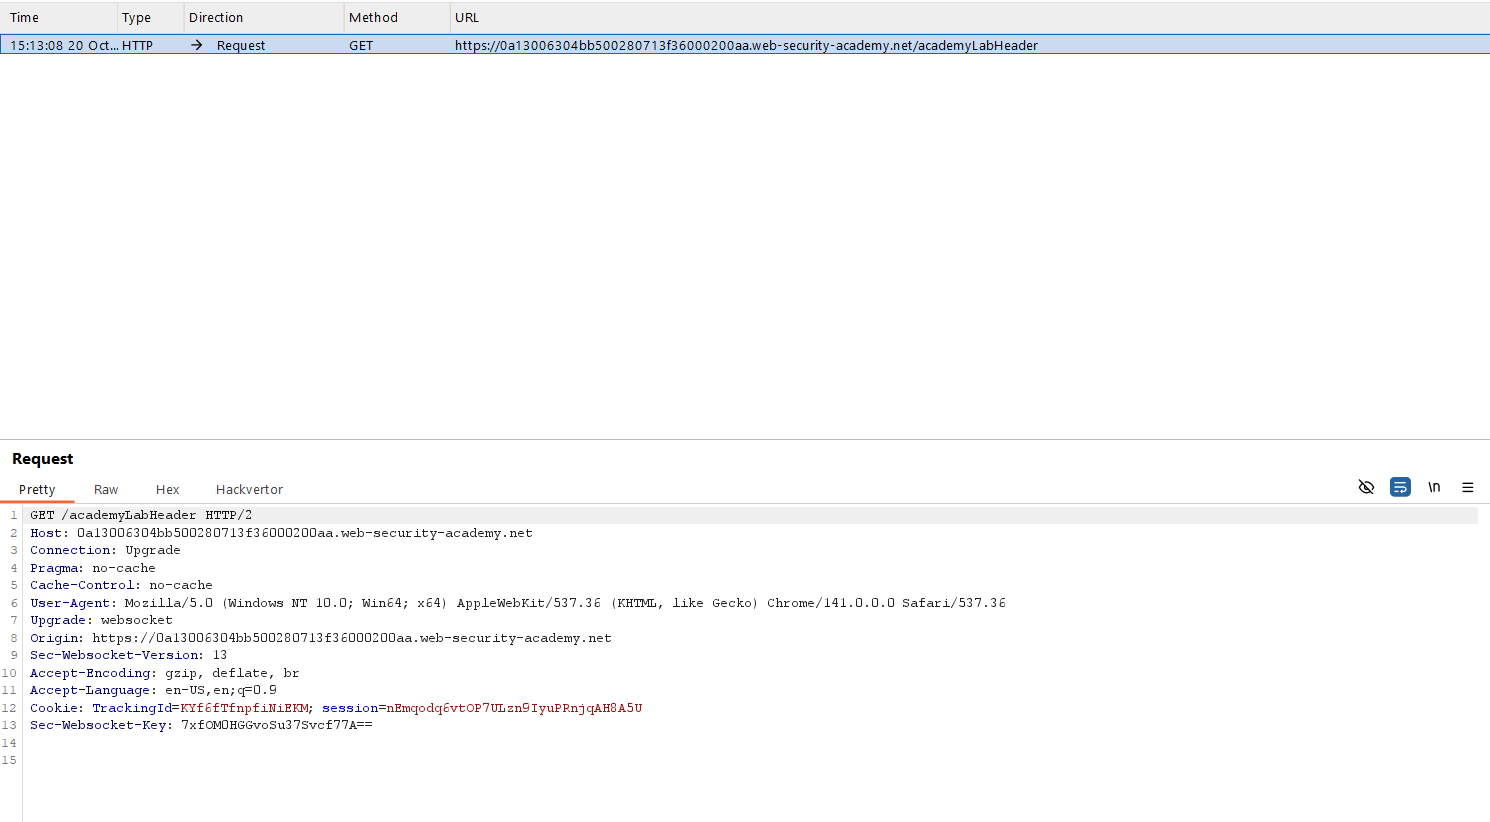 Time Type Direction Method URL
15:13:08 20 Oct... HTTP → Request GET https://0a13006304bb500280713f36000200aa.web-security-academy.net/academyLabHeader
Request
Pretty Raw Hex Hackvertor \n
1 GET /academyLabHeader HTTP/2
2 Host: 0a13006304bb500280713f36000200aa.web-security-academy.net
3 Connection: Upgrade
4 Pragma: no-cache
5 Cache-Control: no-cache
6 User-Agent: Mozilla/5.0 (Windows NT 10.0; Win64; x64) AppleWebKit/537.36 (KHTML, like Gecko) Chrome/141.0.0.0 Safari/537.36
7 Upgrade: websocket
8 Origin: https://0a13006304bb500280713f36000200aa.web-security-academy.net
9 Sec-Websocket-Version: 13
10 Accept-Encoding: gzip, deflate, br
11 Accept-Language: en-US,en;q=0.9
12 Cookie: TrackingId=KYf6fTfnpfiNiEKM; session=nEmqodq6vtOP7ULzn9IyuPRnjqAH8A5U
13 Sec-Websocket-Key: 7xfOM0HGGvoSu37Svcf77A==
14
15